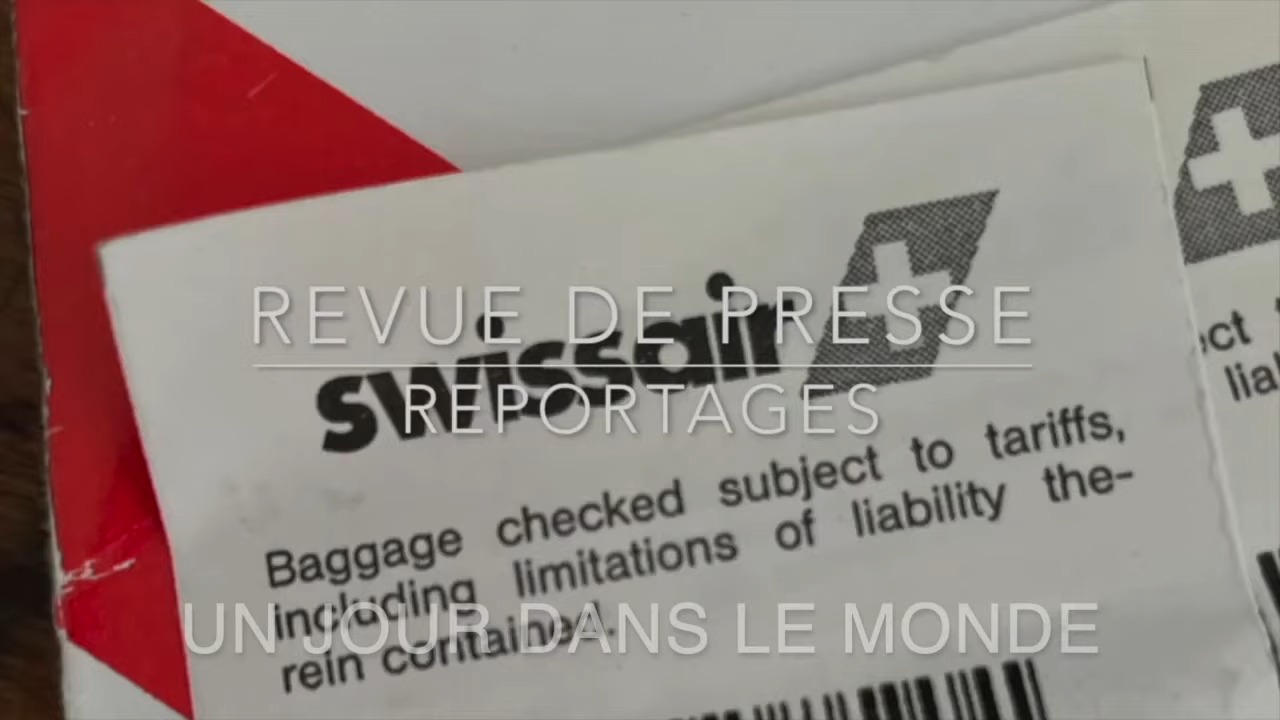 REVUE DE PRESSE
swissair
REPORTAGES
Baggage checked subject to tariffs,
including limitations of liability the-
rein contained.
UN JOUR DANS LE MONDE
ct
lia